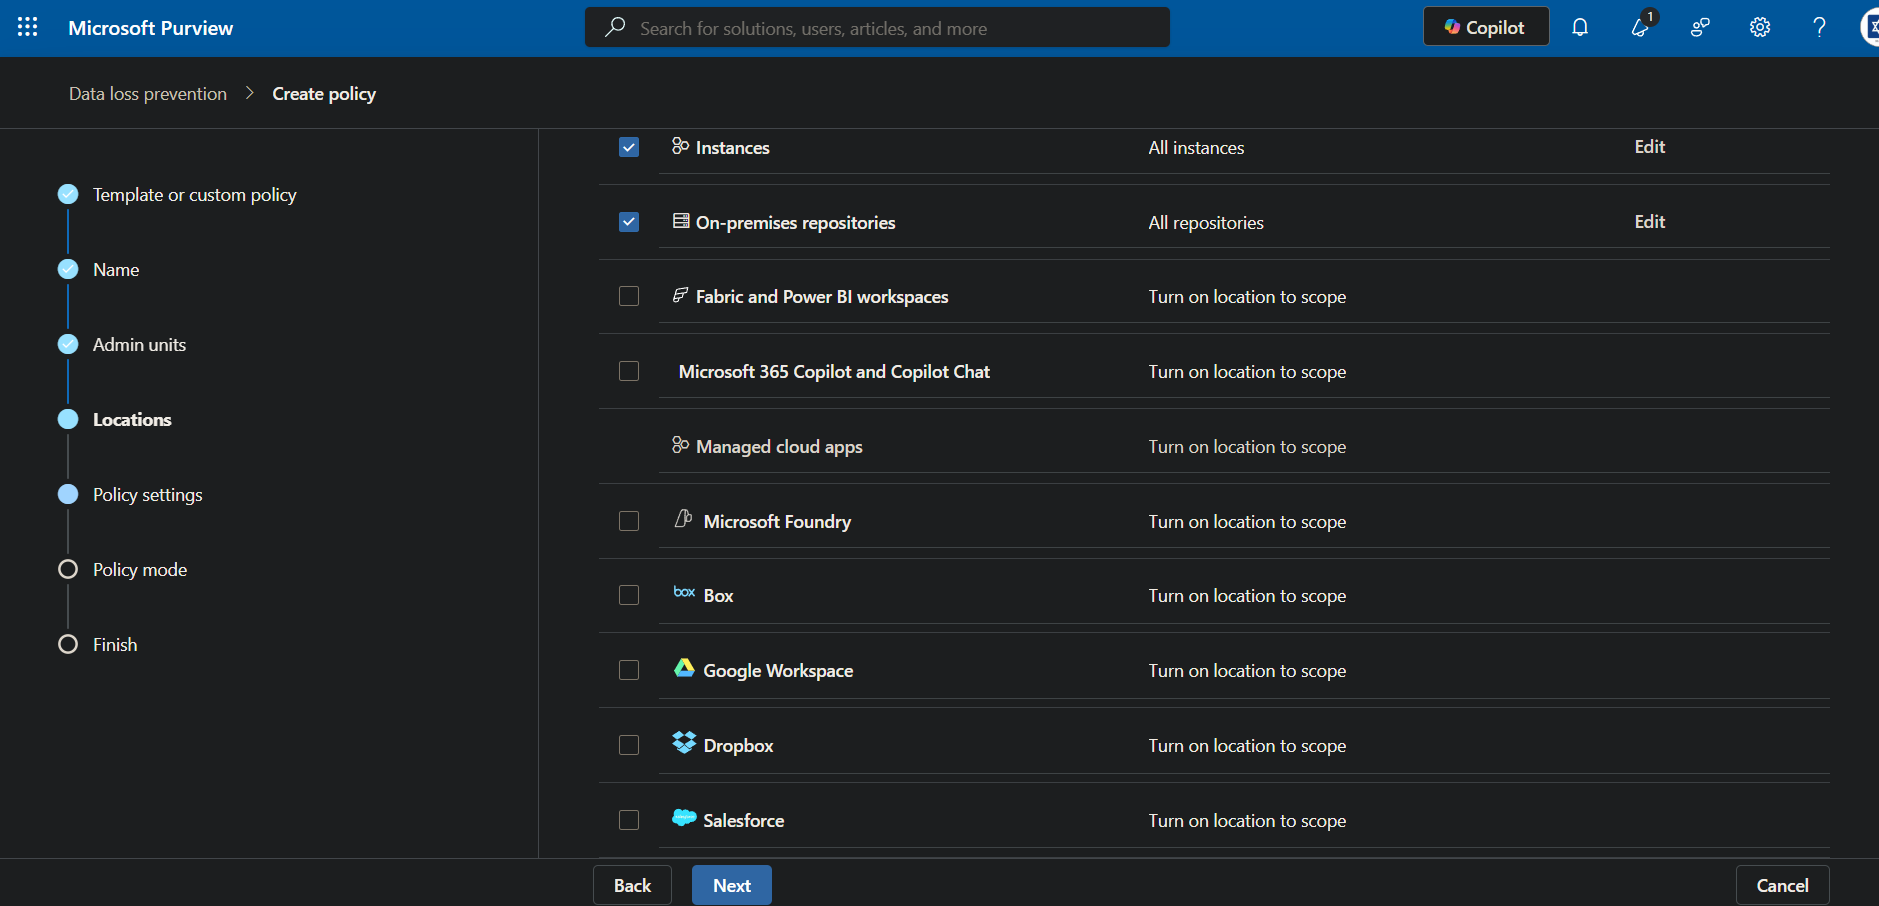 Microsoft Purview
Search for solutions, users, articles, and more
Copilot
1
Data loss prevention > Create policy
Template or custom policy
Name
Admin units
Locations
Policy settings
Policy mode
Finish
Instances All instances Edit
On-premises repositories All repositories Edit
Fabric and Power BI workspaces Turn on location to scope
Microsoft 365 Copilot and Copilot Chat Turn on location to scope
Managed cloud apps Turn on location to scope
Microsoft Foundry Turn on location to scope
box Box Turn on location to scope
Google Workspace Turn on location to scope
Dropbox Turn on location to scope
Salesforce Turn on location to scope
Back Next Cancel